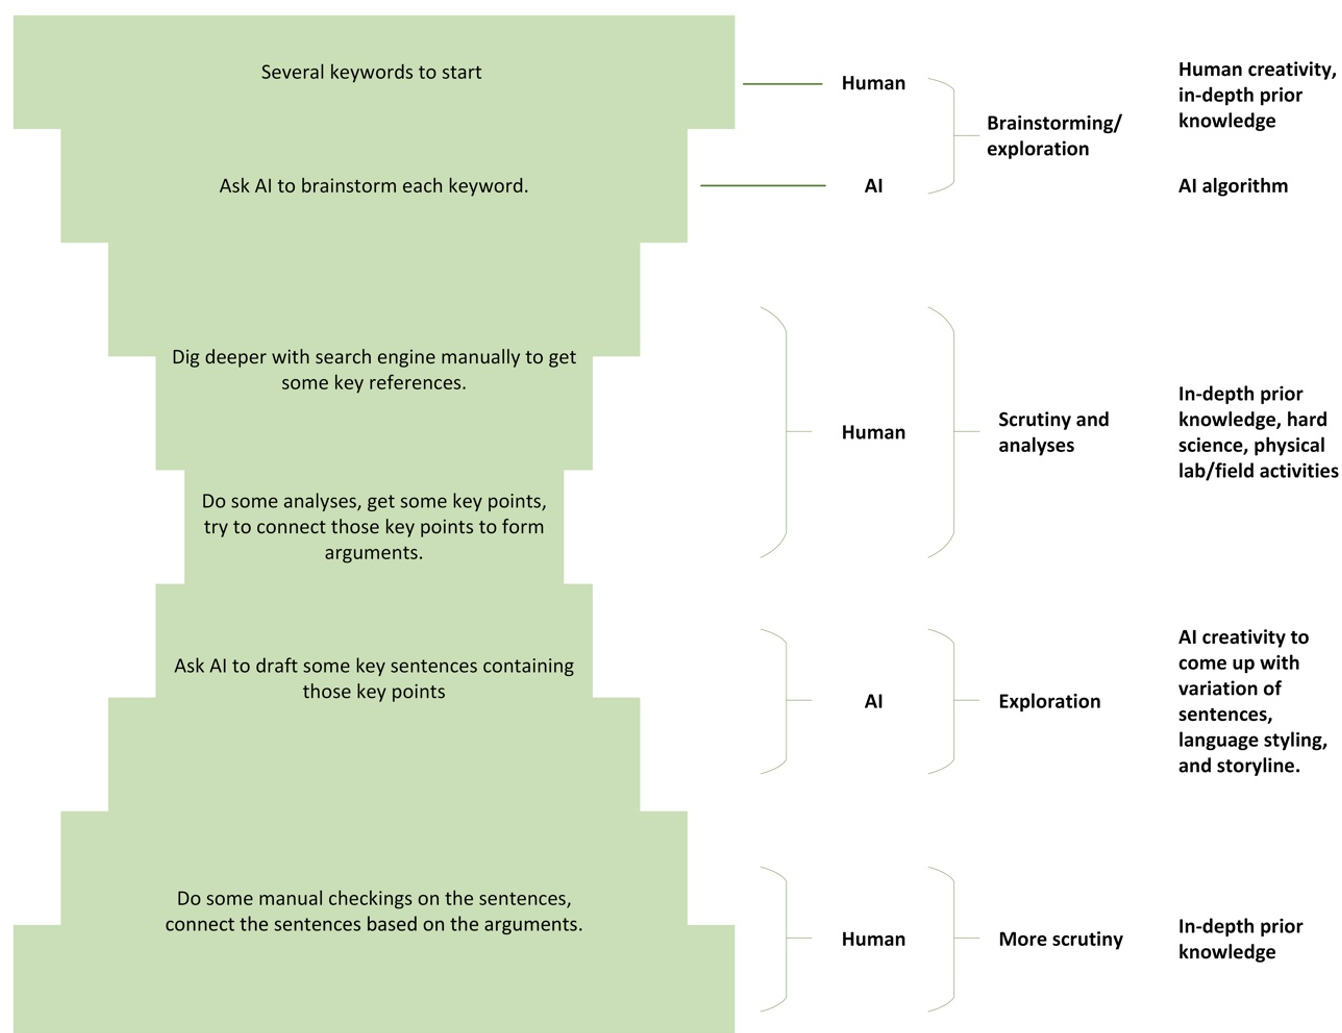 Several keywords to start
Human
Brainstorming/
exploration
Human creativity,
in-depth prior
knowledge
Ask AI to brainstorm each keyword.
AI
AI algorithm
Dig deeper with search engine manually to get
some key references.
Do some analyses, get some key points,
try to connect those key points to form
arguments.
Human
Scrutiny and
analyses
In-depth prior
knowledge, hard
science, physical
lab/field activities
Ask AI to draft some key sentences containing
those key points
AI
Exploration
AI creativity to
come up with
variation of
sentences,
language styling,
and storyline.
Do some manual checkings on the sentences,
connect the sentences based on the arguments.
Human
More scrutiny
In-depth prior
knowledge